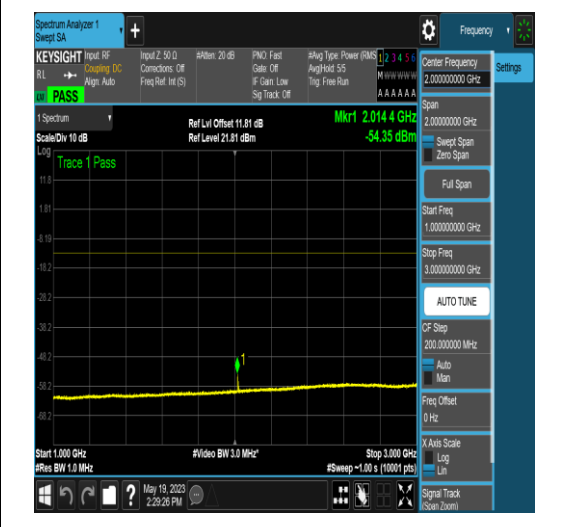 Spectrum Analyzer 1
Swept SA
+
Frequency
KEYSIGHT
RL
PASS
Input: RF
Coupling: DC
Align: Auto
Input Z: 50 Ω
Corrections: Off
Freq Ref: Int (S)
#Atten: 20 dB
PNO: Fast
Gate: Off
IF Gain: Low
Sig Track: Off
#Avg Type: Power (RMS
Avg|Hold: 5/5
Trig: Free Run
1 2 3 4 5 6
M W W W W W
A A A A A A
1 Spectrum
Scale/Div 10 dB
Ref Lvl Offset 11.81 dB
Ref Level 21.81 dBm
Mkr1 2.014 4 GHz
-54.35 dBm
Log
Trace 1 Pass
11.8
1.81
-8.19
-18.2
-28.2
-38.2
-48.2
-58.2
-68.2
1
Start 1.000 GHz
#Res BW 1.0 MHz
#Video BW 3.0 MHz*
Stop 3.000 GHz
#Sweep ~1.00 s (10001 pts)
?
May 19, 2023
2:29:26 PM
Center Frequency
2.000000000 GHz
Settings
Span
2.00000000 GHz
Swept Span
Zero Span
Full Span
Start Freq
1.000000000 GHz
Stop Freq
3.000000000 GHz
AUTO TUNE
CF Step
200.000000 MHz
Auto
Man
Freq Offset
0 Hz
X Axis Scale
Log
Lin
Signal Track
(Span Zoom)